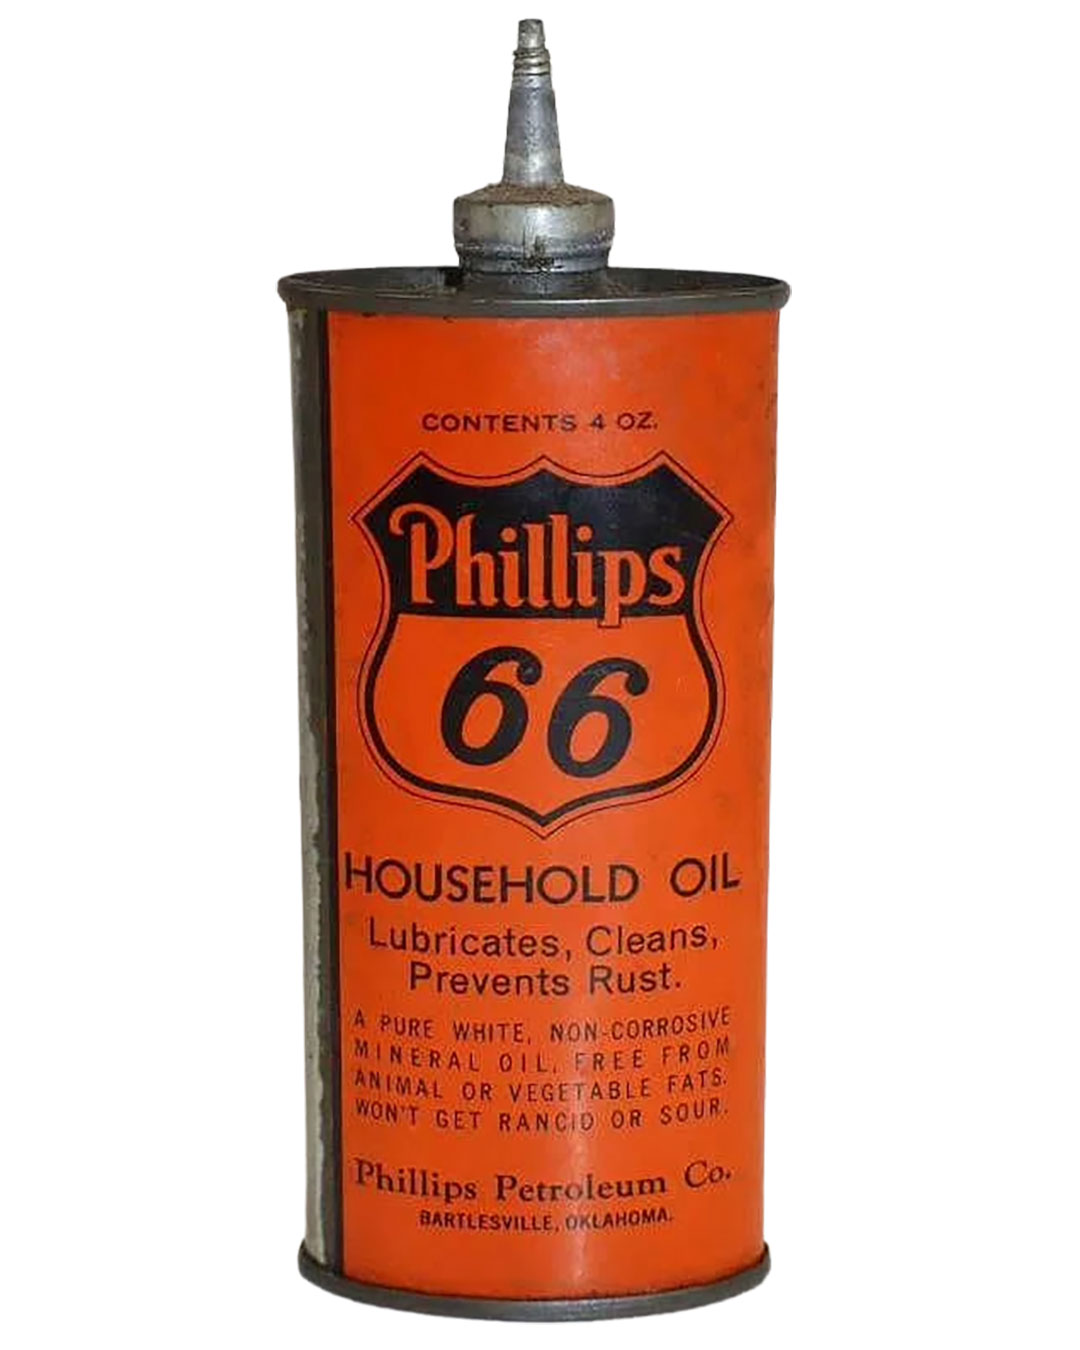 CONTENTS 4 OZ.
Phillips
66
HOUSEHOLD OIL
Lubricates, Cleans,
Prevents Rust.
A PURE WHITE, NON-CORROSIVE
MINERAL OIL, FREE FROM
ANIMAL OR VEGETABLE FATS.
WON'T GET RANCID OR SOUR.
Phillips Petroleum Co.
BARTLESVILLE, OKLAHOMA.